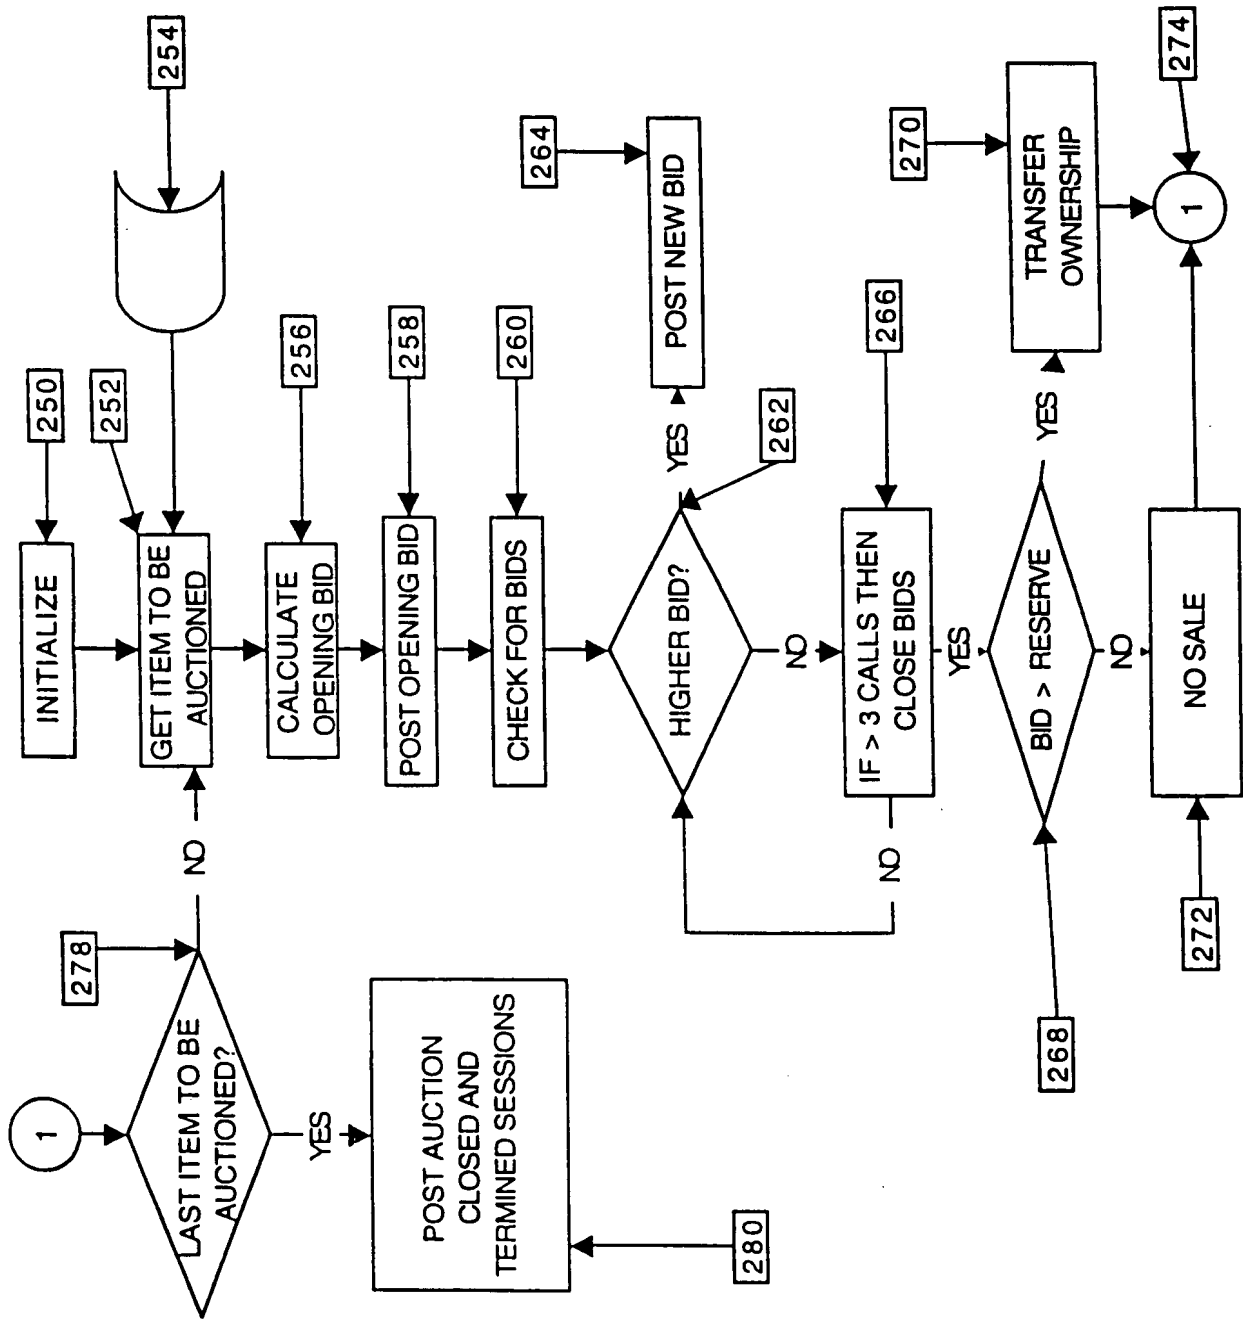 1
278
LAST ITEM TO BE
AUCTIONED?
NO
YES
POST AUCTION
CLOSED AND
TERMINED SESSIONS
280
250
INITIALIZE
252
254
GET ITEM TO BE
AUCTIONED
256
CALCULATE
OPENING BID
258
POST OPENING BID
260
CHECK FOR BIDS
262
HIGHER BID?
YES
264
POST NEW BID
NO
266
IF > 3 CALLS THEN
CLOSE BIDS
NO
YES
268
BID > RESERVE
YES
270
TRANSFER
OWNERSHIP
NO
272
NO SALE
274
1